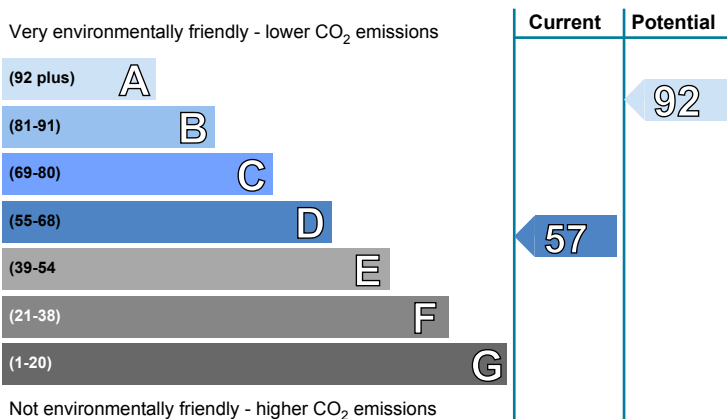 Very environmentally friendly - lower CO2 emissions
Current
Potential
(92 plus) A
92
(81-91) B
(69-80) C
(55-68) D
57
(39-54 E
(21-38) F
(1-20) G
Not environmentally friendly - higher CO2 emissions